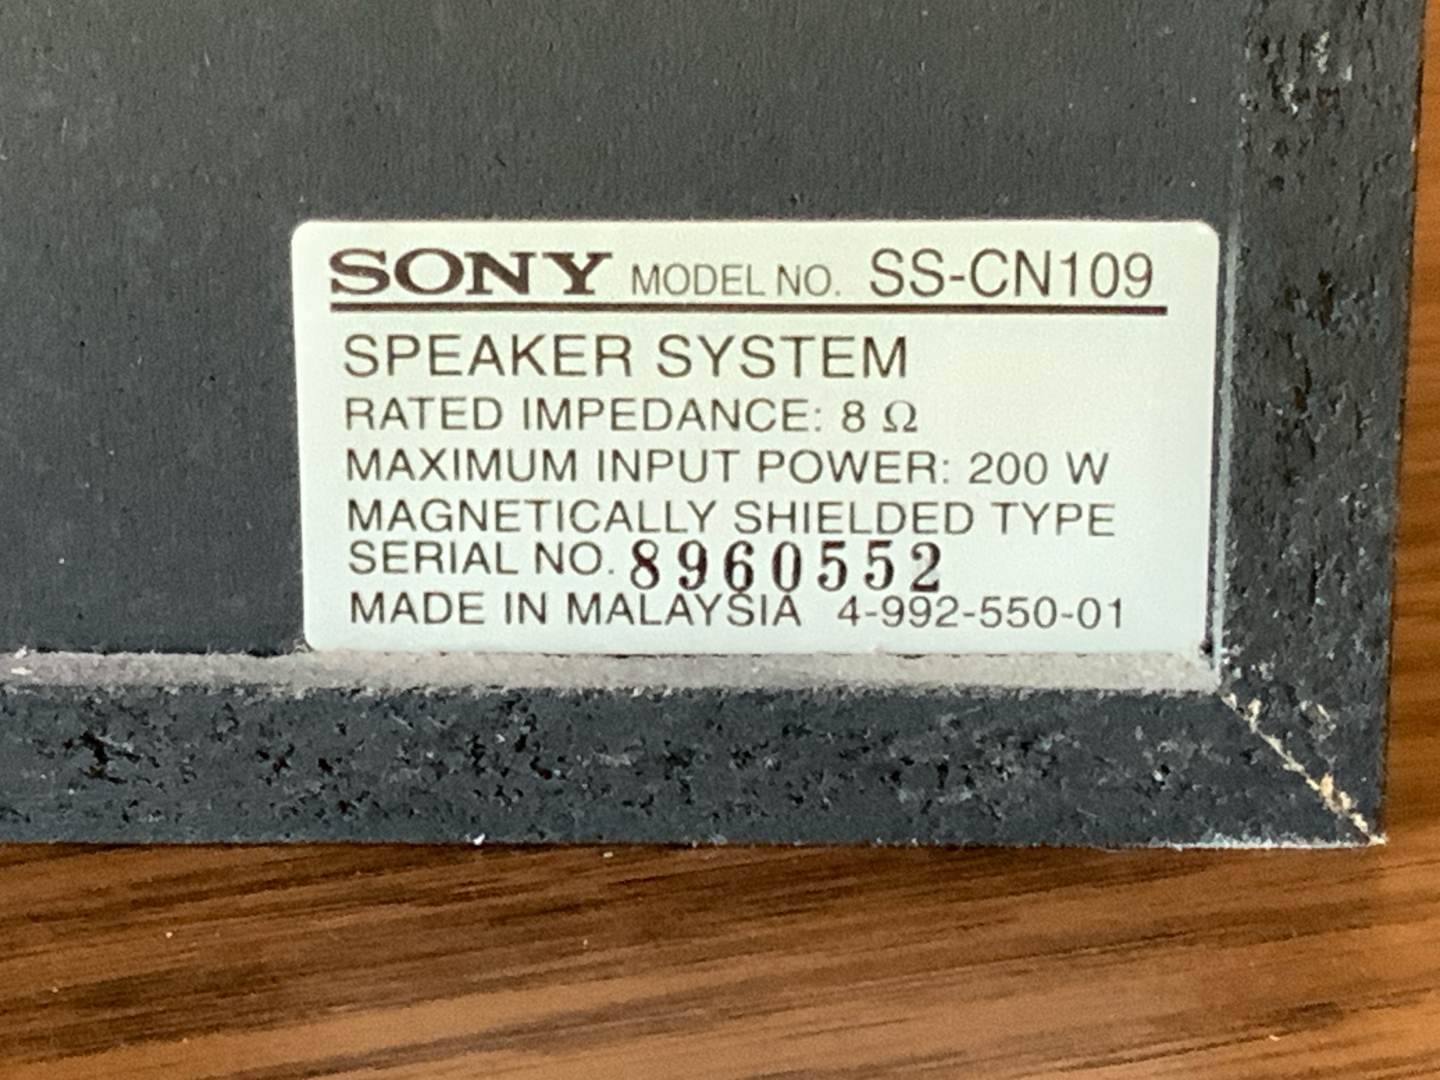 SONY MODEL NO. SS-CN109
SPEAKER SYSTEM
RATED IMPEDANCE: 8 Ω
MAXIMUM INPUT POWER: 200 W
MAGNETICALLY SHIELDED TYPE
SERIAL NO. 8960552
MADE IN MALAYSIA 4-992-550-01